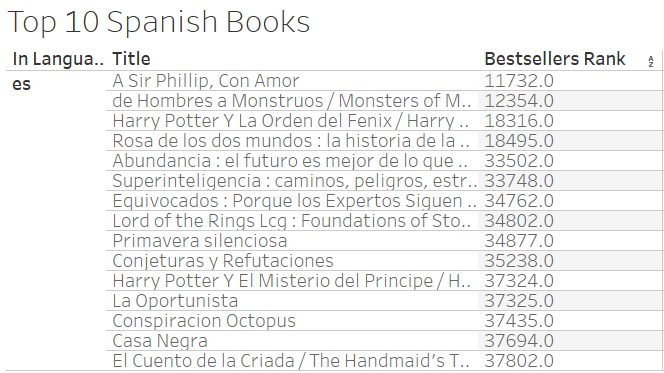 Top 10 Spanish Books
In Langua.. Title Bestsellers Rank
es A Sir Phillip, Con Amor 11732.0
de Hombres a Monstruos / Monsters of M.. 12354.0
Harry Potter Y La Orden del Fenix / Harry .. 18316.0
Rosa de los dos mundos : la historia de la .. 18495.0
Abundancia : el futuro es mejor de lo que .. 33502.0
Superinteligencia : caminos, peligros, estr.. 33748.0
Equivocados : Porque los Expertos Siguen .. 34762.0
Lord of the Rings Lcg : Foundations of Sto.. 34802.0
Primavera silenciosa 34877.0
Conjeturas y Refutaciones 35238.0
Harry Potter Y El Misterio del Principe / H.. 37324.0
La Oportunista 37325.0
Conspiracion Octopus 37435.0
Casa Negra 37694.0
El Cuento de la Criada / The Handmaid's T.. 37802.0